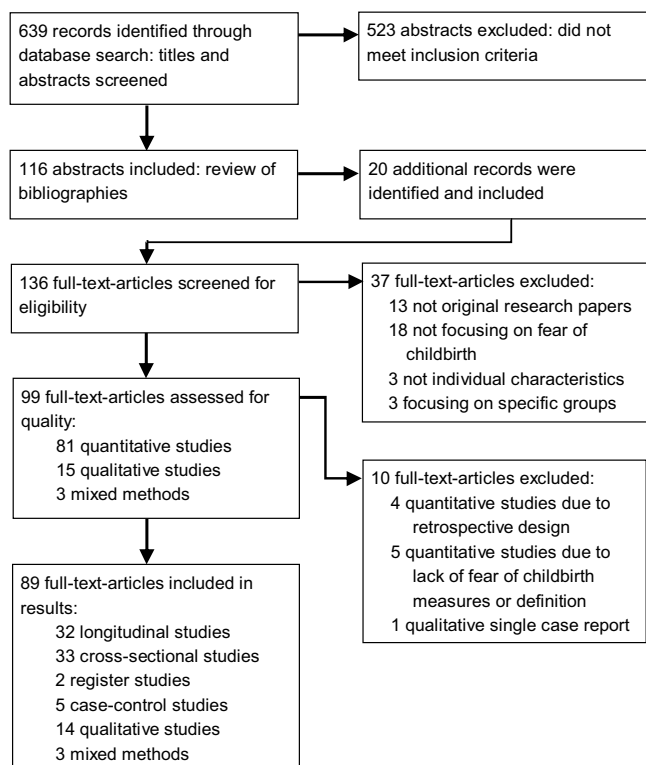 639 records identified through
database search: titles and
abstracts screened
523 abstracts excluded: did not
meet inclusion criteria
116 abstracts included: review of
bibliographies
20 additional records were
identified and included
136 full-text-articles screened for
eligibility
37 full-text-articles excluded:
13 not original research papers
18 not focusing on fear of
childbirth
3 not individual characteristics
3 focusing on specific groups
99 full-text-articles assessed for
quality:
81 quantitative studies
15 qualitative studies
3 mixed methods
10 full-text-articles excluded:
4 quantitative studies due to
retrospective design
5 quantitative studies due to
lack of fear of childbirth
measures or definition
1 qualitative single case report
89 full-text-articles included in
results:
32 longitudinal studies
33 cross-sectional studies
2 register studies
5 case-control studies
14 qualitative studies
3 mixed methods